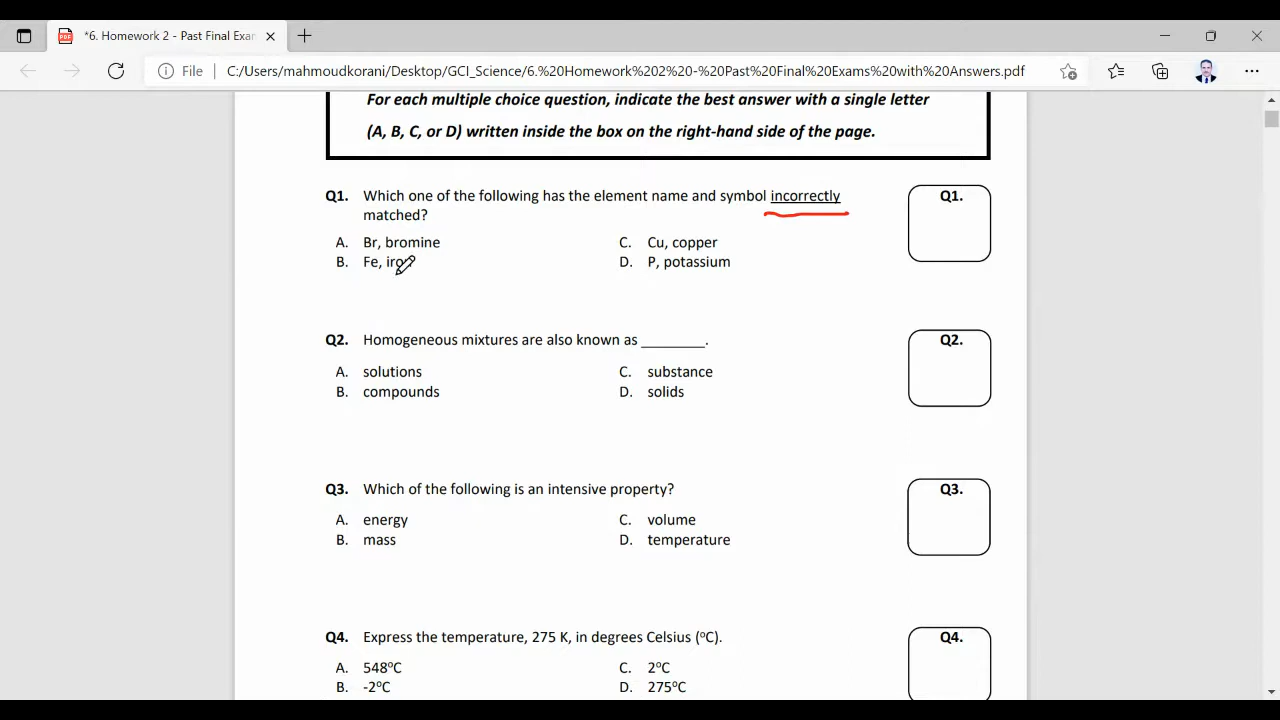 *6. Homework 2 - Past Final Exar
File
C:/Users/mahmoudkorani/Desktop/GCI_Science/6.%20Homework%202%20-%20Past%20Final%20Exams%20with%20Answers.pdf
For each multiple choice question, indicate the best answer with a single letter
(A, B, C, or D) written inside the box on the right-hand side of the page.
Q1. Which one of the following has the element name and symbol incorrectly
matched?
Q1.
A. Br, bromine
C. Cu, copper
B. Fe, iro
D. P, potassium
Q2. Homogeneous mixtures are also known as ________.
Q2.
A. solutions
C. substance
B. compounds
D. solids
Q3. Which of the following is an intensive property?
Q3.
A. energy
C. volume
B. mass
D. temperature
Q4. Express the temperature, 275 K, in degrees Celsius (ºC).
Q4.
A. 548ºC
C. 2ºC
B. -2ºC
D. 275ºC